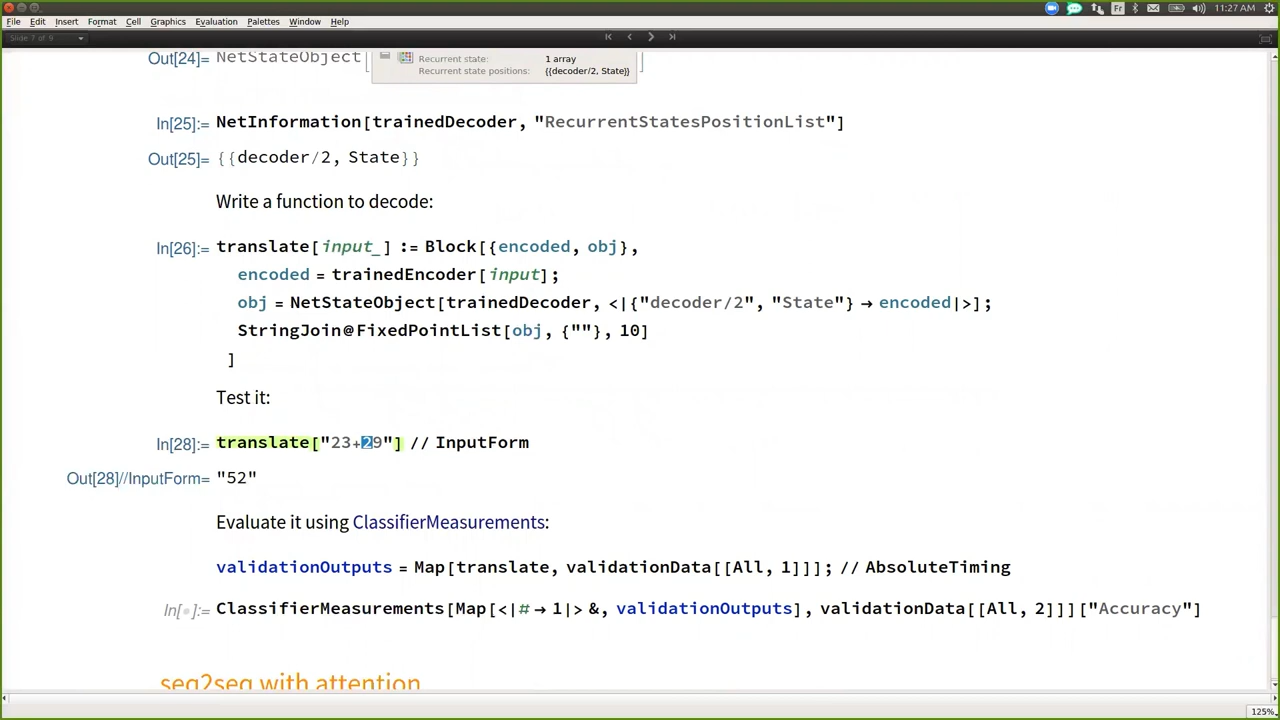 Fr
11:27 AM
File Edit Insert Format Cell Graphics Evaluation Palettes Window Help
Slide 7 of 9
Out[24]= NetStateObject[
Recurrent state: 1 array
Recurrent state positions: {{decoder/2, State}}
]
In[25]:= NetInformation[trainedDecoder, "RecurrentStatesPositionList"]
Out[25]= {{decoder/2, State}}
Write a function to decode:
In[26]:= translate[input_] := Block[{encoded, obj},
encoded = trainedEncoder[input];
obj = NetStateObject[trainedDecoder, <|{"decoder/2", "State"} → encoded|>];
StringJoin@FixedPointList[obj, {""}, 10]
]
Test it:
In[28]:= translate["23+29"] // InputForm
Out[28]//InputForm= "52"
Evaluate it using ClassifierMeasurements:
validationOutputs = Map[translate, validationData[[All, 1]]]; // AbsoluteTiming
In[•]:= ClassifierMeasurements[Map[<|# → 1|> &, validationOutputs], validationData[[All, 2]]]["Accuracy"]
seq2seq with attention
125%